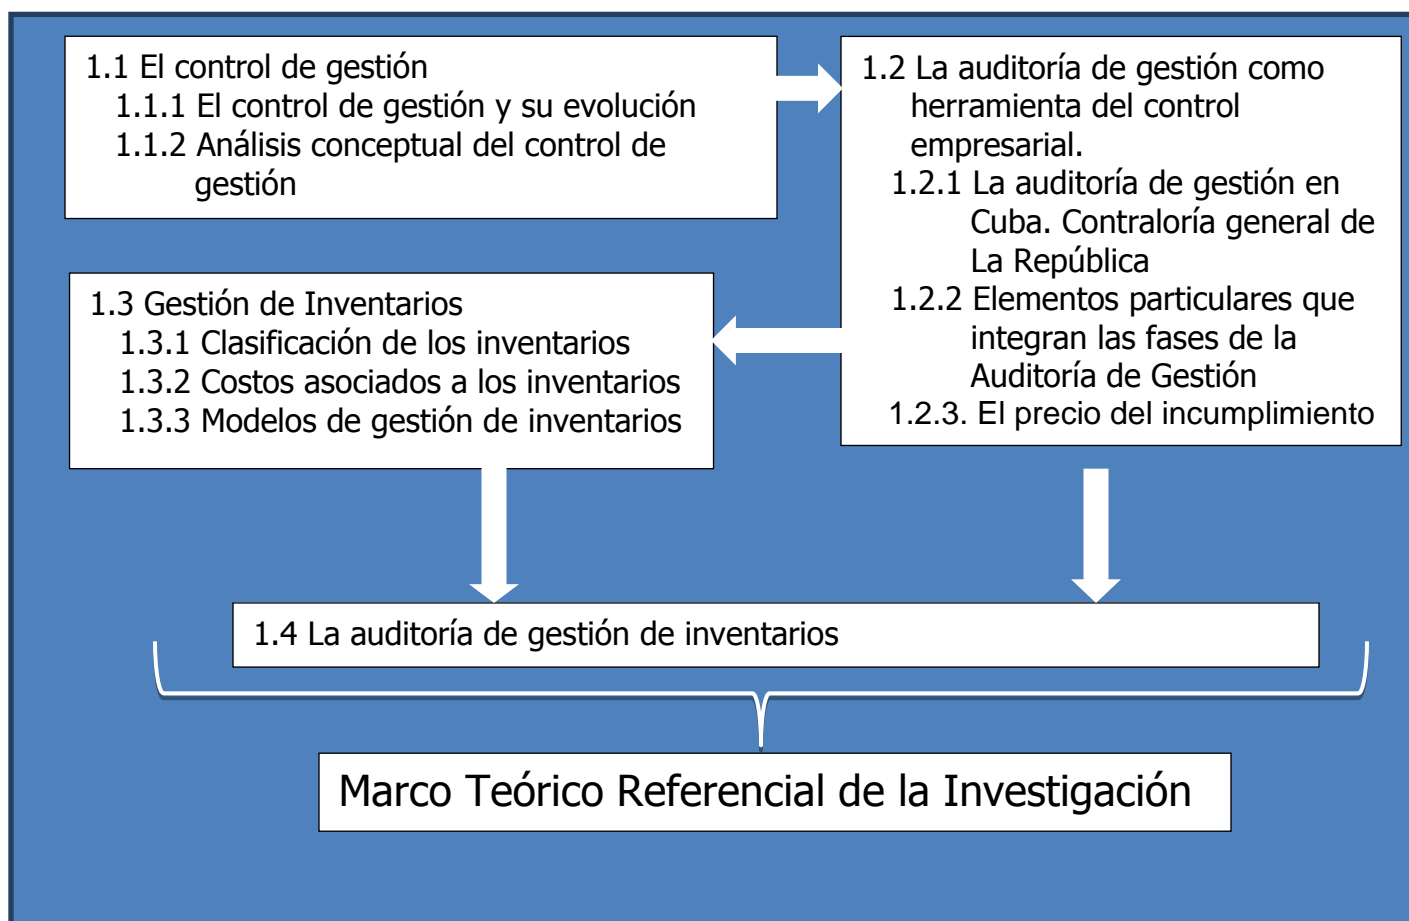 1.1 El control de gestión
1.1.1 El control de gestión y su evolución
1.1.2 Análisis conceptual del control de
gestión
1.2 La auditoría de gestión como
herramienta del control
empresarial.
1.2.1 La auditoría de gestión en
Cuba. Contraloría general de
La República
1.2.2 Elementos particulares que
integran las fases de la
Auditoría de Gestión
1.2.3. El precio del incumplimiento
1.3 Gestión de Inventarios
1.3.1 Clasificación de los inventarios
1.3.2 Costos asociados a los inventarios
1.3.3 Modelos de gestión de inventarios
1.4 La auditoría de gestión de inventarios
Marco Teórico Referencial de la Investigación